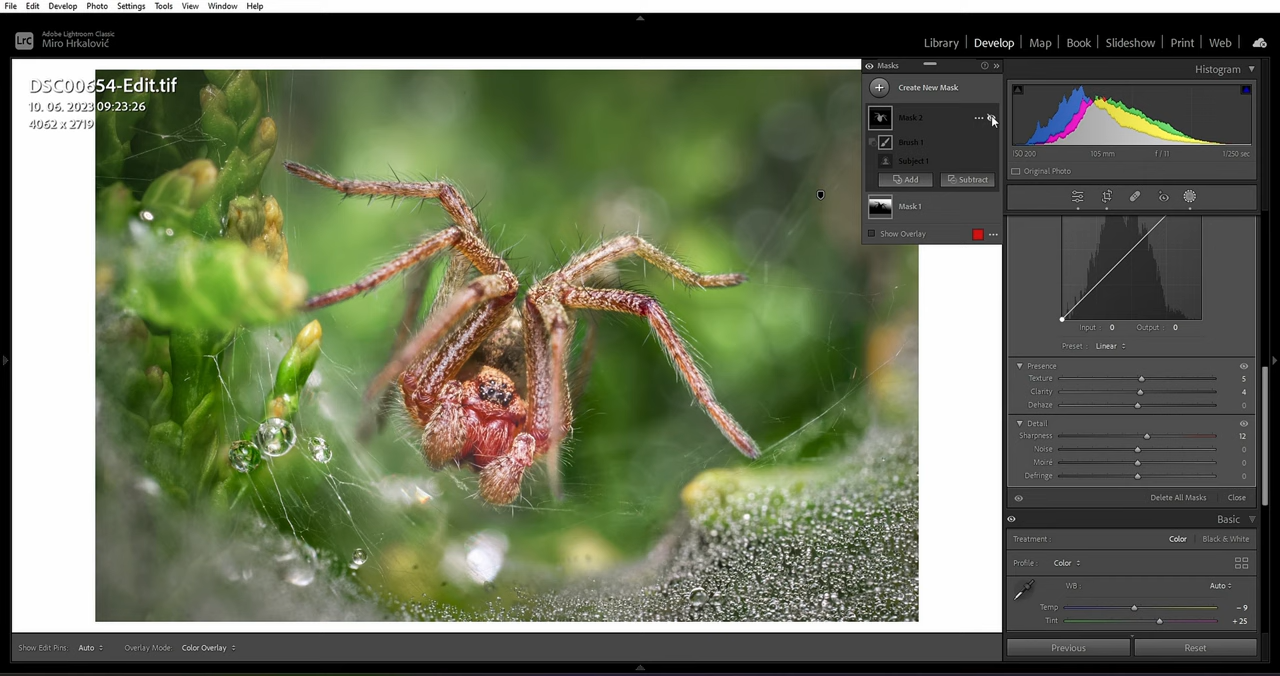 File Edit Develop Photo Settings Tools View Window Help
Lrc
Adobe Lightroom Classic
Miro Hrkalović
Library | Develop | Map | Book | Slideshow | Print | Web
DSC00654-Edit.tif
10. 06. 2023 09:23:26
4062 x 2719
Masks
Create New Mask
Mask 2
Brush 1
Subject 1
Add Subtract
Mask 1
Show Overlay
Histogram
ISO 200 105 mm f / 11 1/250 sec
Original Photo
Input : 0 Output : 0
Preset : Linear
Presence
Texture 5
Clarity 4
Dehaze 0
Detail
Sharpness 12
Noise 0
Moiré 0
Defringe 0
Delete All Masks Close
Basic
Treatment : Color Black & White
Profile : Color
WB : Auto
Temp - 9
Tint + 25
Previous Reset
Show Edit Pins : Auto Overlay Mode : Color Overlay